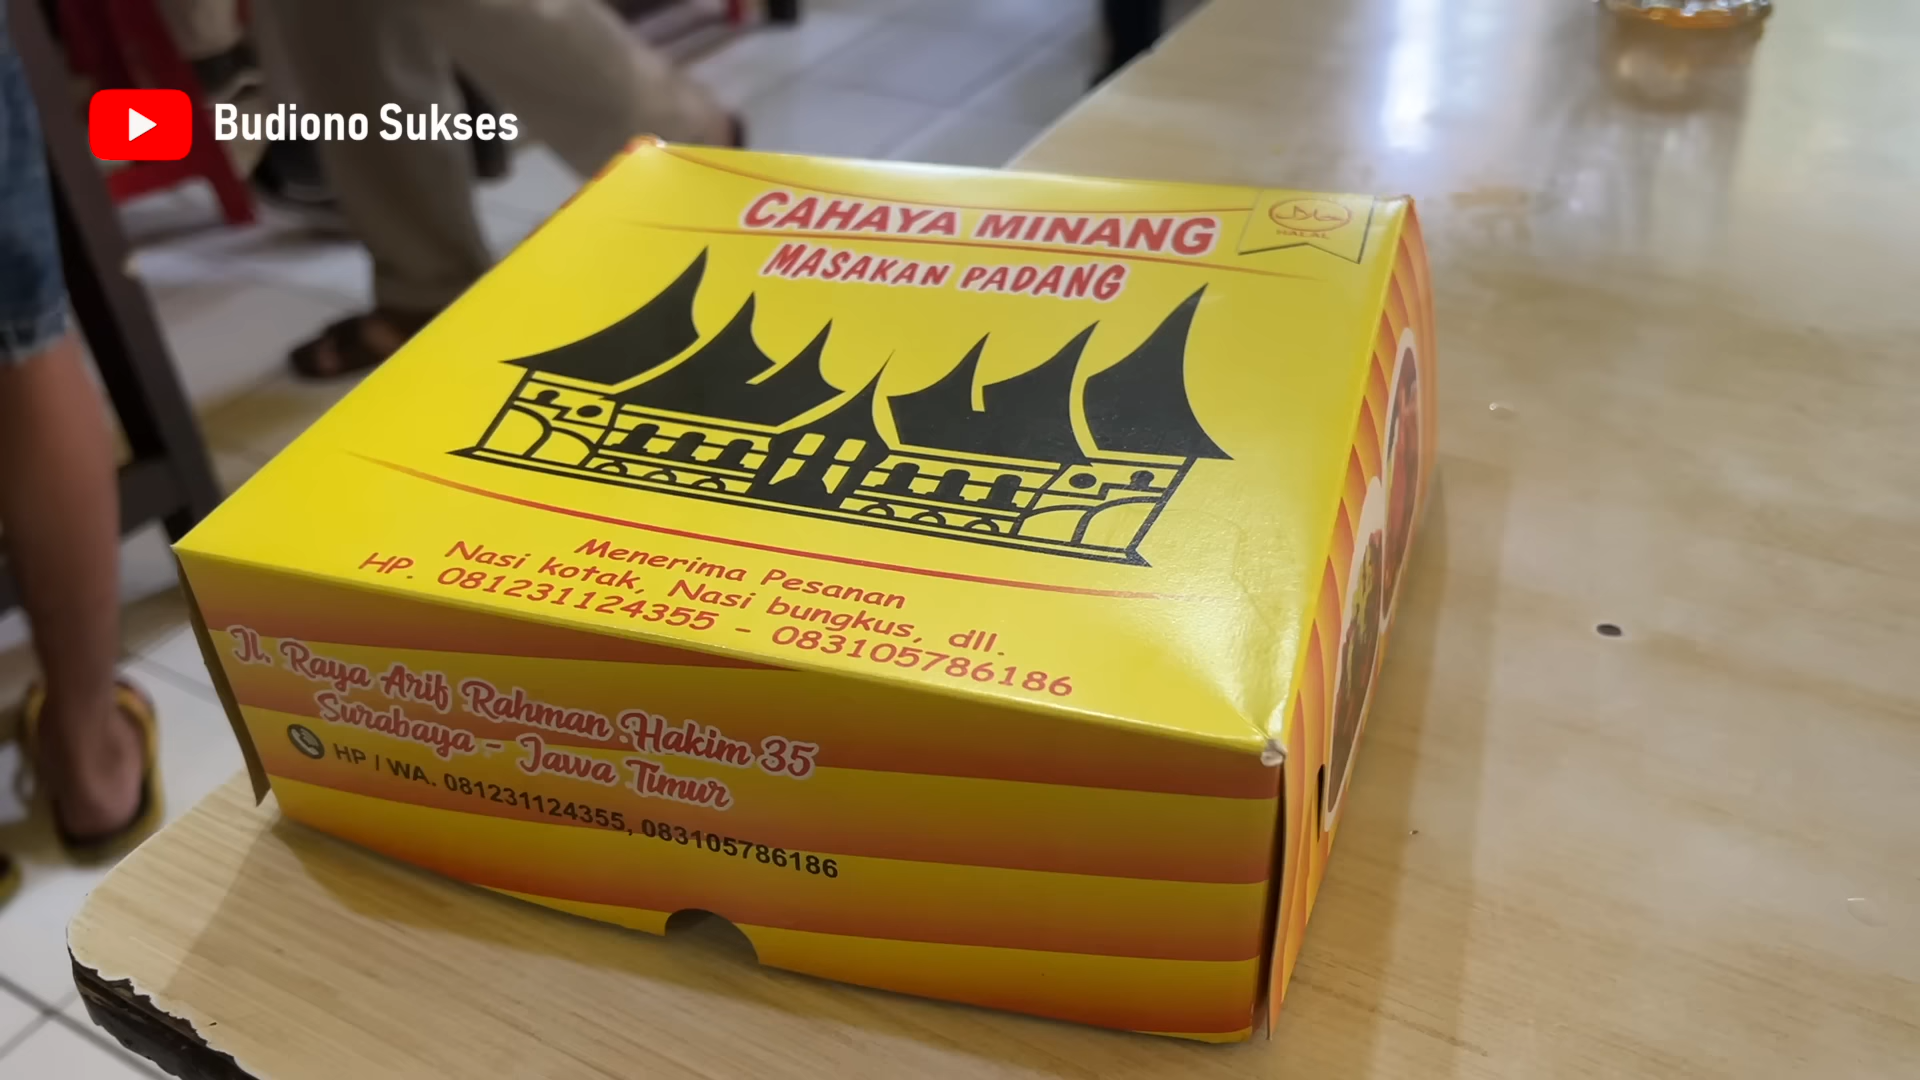 Budiono Sukses
CAHAYA MINANG
MASAKAN PADANG
حلال
HALAL
Menerima Pesanan
Nasi kotak, Nasi bungkus, dll.
HP. 081231124355 - 083105786186
Jl. Raya Arif Rahman Hakim 35
Surabaya - Jawa Timur
HP / WA. 081231124355, 083105786186